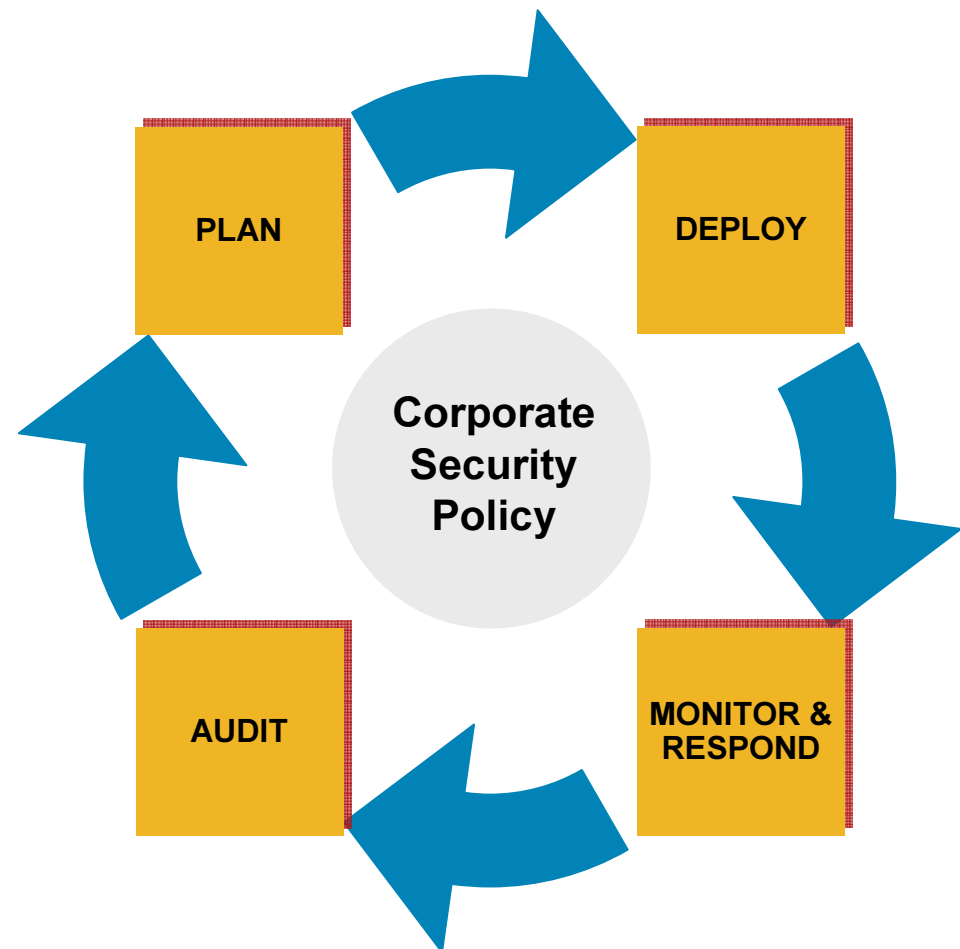 PLAN
DEPLOY
Corporate
Security
Policy
AUDIT
MONITOR &
RESPOND